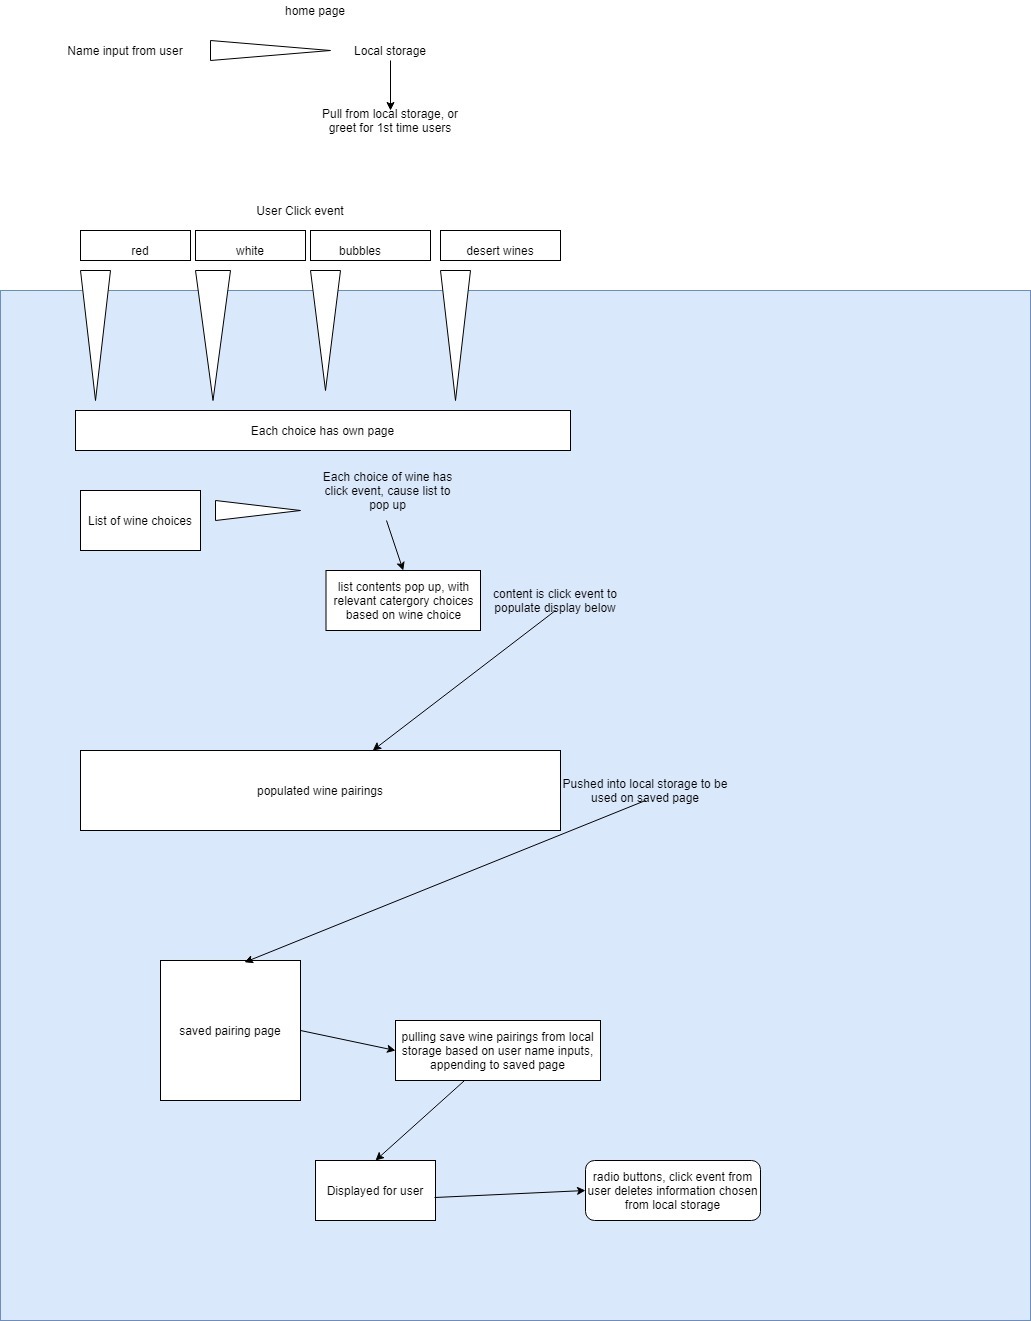 home page
Name input from user
Local storage
Pull from local storage, or
greet for 1st time users
User Click event
red
white
bubbles
desert wines
Each choice has own page
Each choice of wine has
click event, cause list to
pop up
List of wine choices
list contents pop up, with
relevant catergory choices
based on wine choice
content is click event to
populate display below
populated wine pairings
Pushed into local storage to be
used on saved page
saved pairing page
pulling save wine pairings from local
storage based on user name inputs,
appending to saved page
Displayed for user
radio buttons, click event from
user deletes information chosen
from local storage